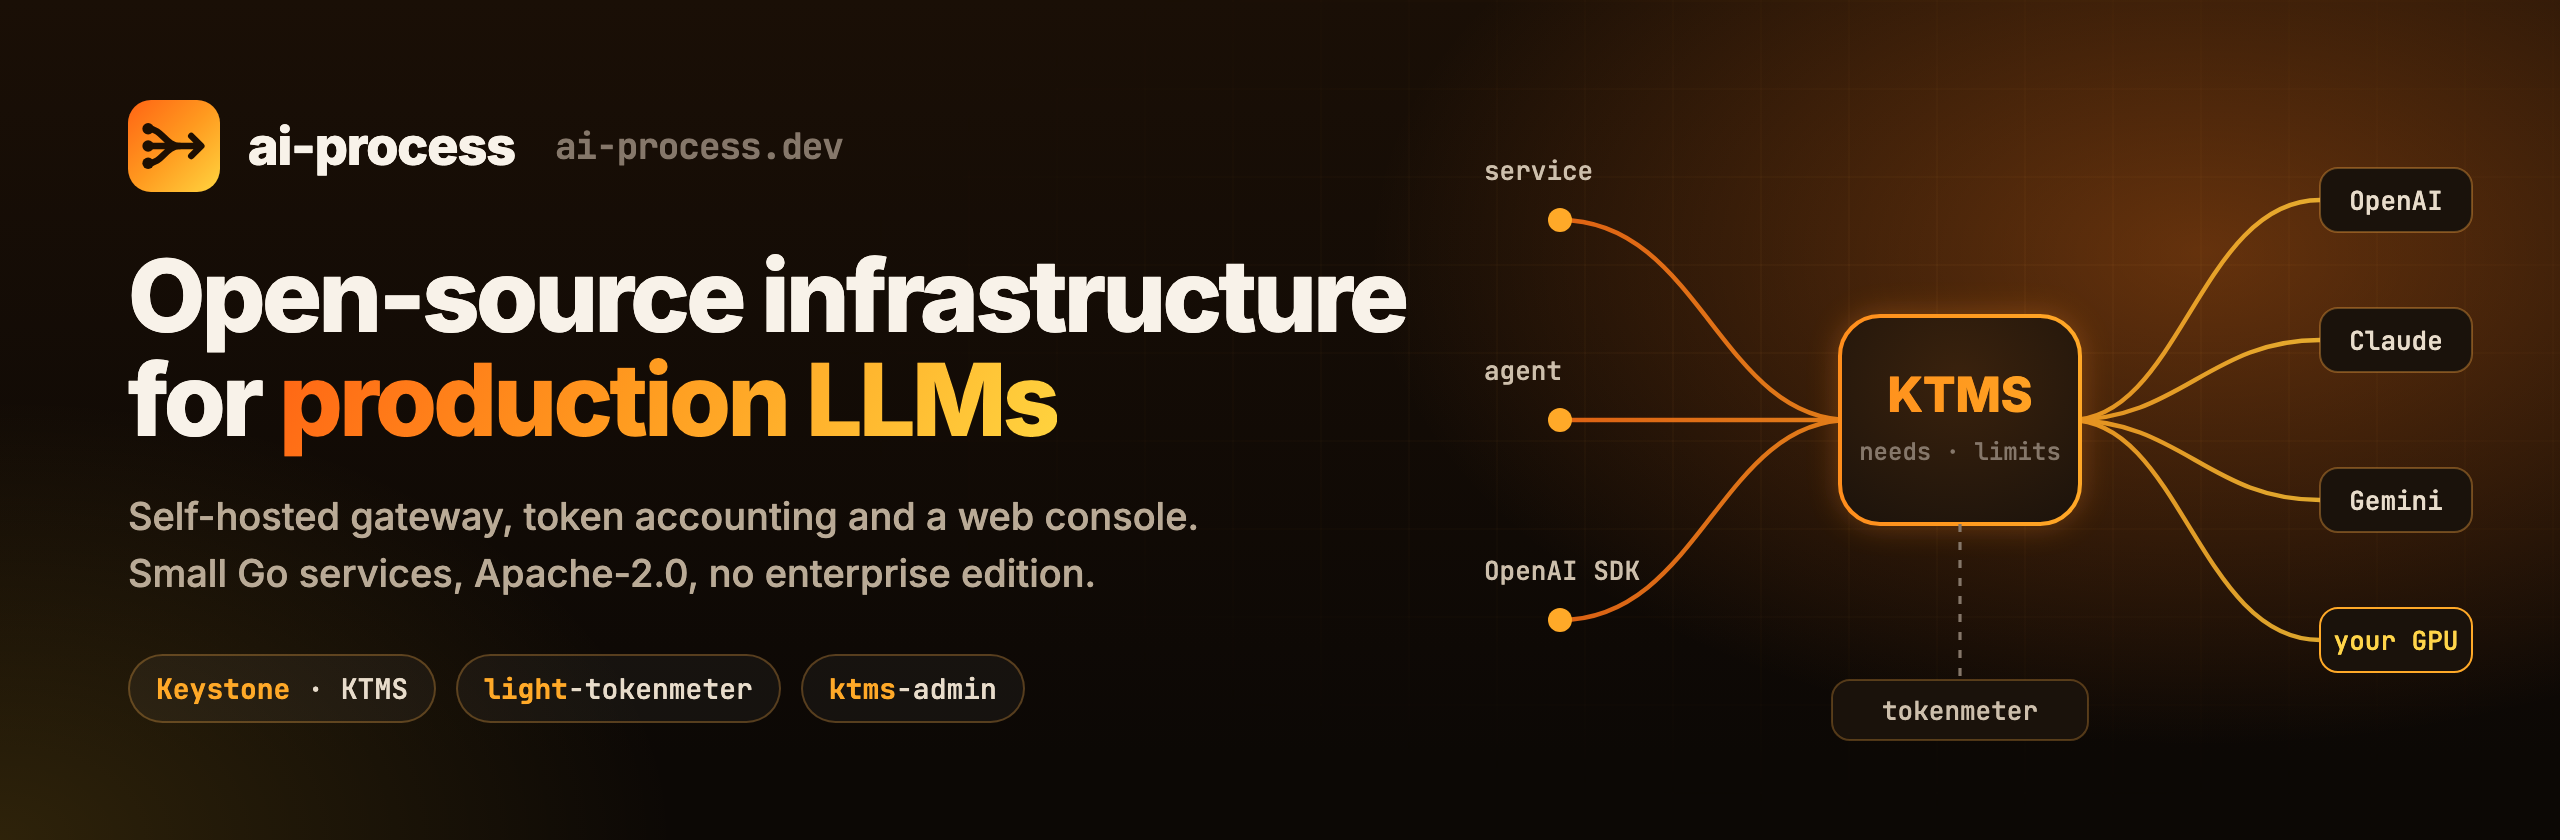 ai-process ai-process.dev
Open-source infrastructure
for production LLMs
Self-hosted gateway, token accounting and a web console.
Small Go services, Apache-2.0, no enterprise edition.
Keystone · KTMS
light-tokenmeter
ktms-admin
service
agent
OpenAI SDK
KTMS
needs · limits
tokenmeter
OpenAI
Claude
Gemini
your GPU